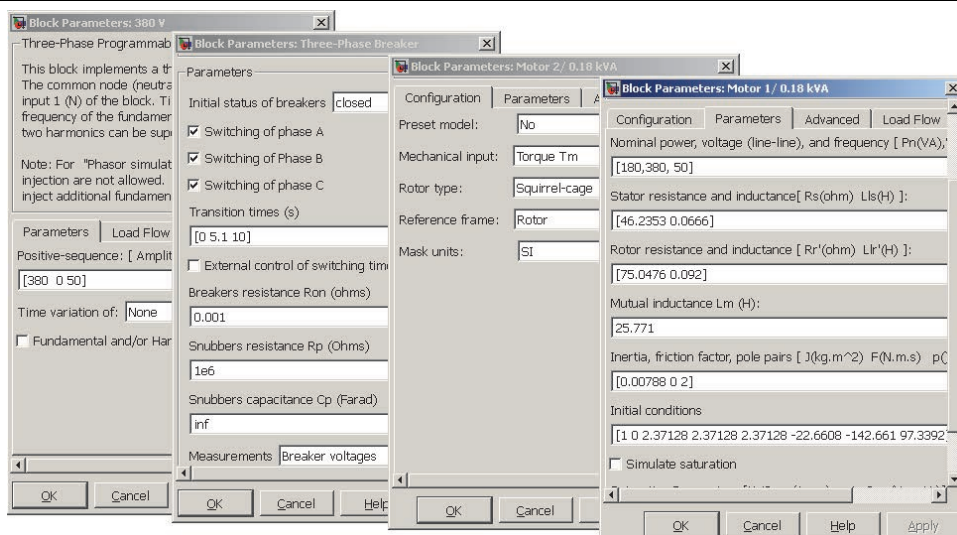 Block Parameters: 380 V
Three-Phase Programmab
This block implements a th
The common node (neutra
input 1 (N) of the block. Ti
frequency of the fundamen
two harmonics can be sup
Note: For "Phasor simulat
injection are not allowed.
inject additional fundamen
Parameters
Load Flow
Positive-sequence: [ Amplit
[380 0 50]
Time variation of: None
Fundamental and/or Har
OK
Cancel
Block Parameters: Three-Phase Breaker
Parameters
Initial status of breakers closed
Switching of phase A
Switching of Phase B
Switching of phase C
Transition times (s)
[0 5.1 10]
External control of switching time
Breakers resistance Ron (ohms)
0.001
Snubbers resistance Rp (Ohms)
1e6
Snubbers capacitance Cp (Farad)
inf
Measurements Breaker voltages
OK
Cancel
Help
Block Parameters: Motor 2/ 0.18 kVA
Configuration
Parameters
A
Preset model: No
Mechanical input: Torque Tm
Rotor type: Squirrel-cage
Reference frame: Rotor
Mask units: SI
OK
Cancel
Block Parameters: Motor 1/ 0.18 kVA
Configuration
Parameters
Advanced
Load Flow
Nominal power, voltage (line-line), and frequency [ Pn(VA),
[180,380, 50]
Stator resistance and inductance[ Rs(ohm) Lls(H) ]:
[46.2353 0.0666]
Rotor resistance and inductance [ Rr'(ohm) Llr'(H) ]:
[75.0476 0.092]
Mutual inductance Lm (H):
25.771
Inertia, friction factor, pole pairs [ J(kg.m^2) F(N.m.s) p(
[0.00788 0 2]
Initial conditions
[1 0 2.37128 2.37128 2.37128 -22.6608 -142.661 97.3392]
Simulate saturation
OK
Cancel
Help
Apply